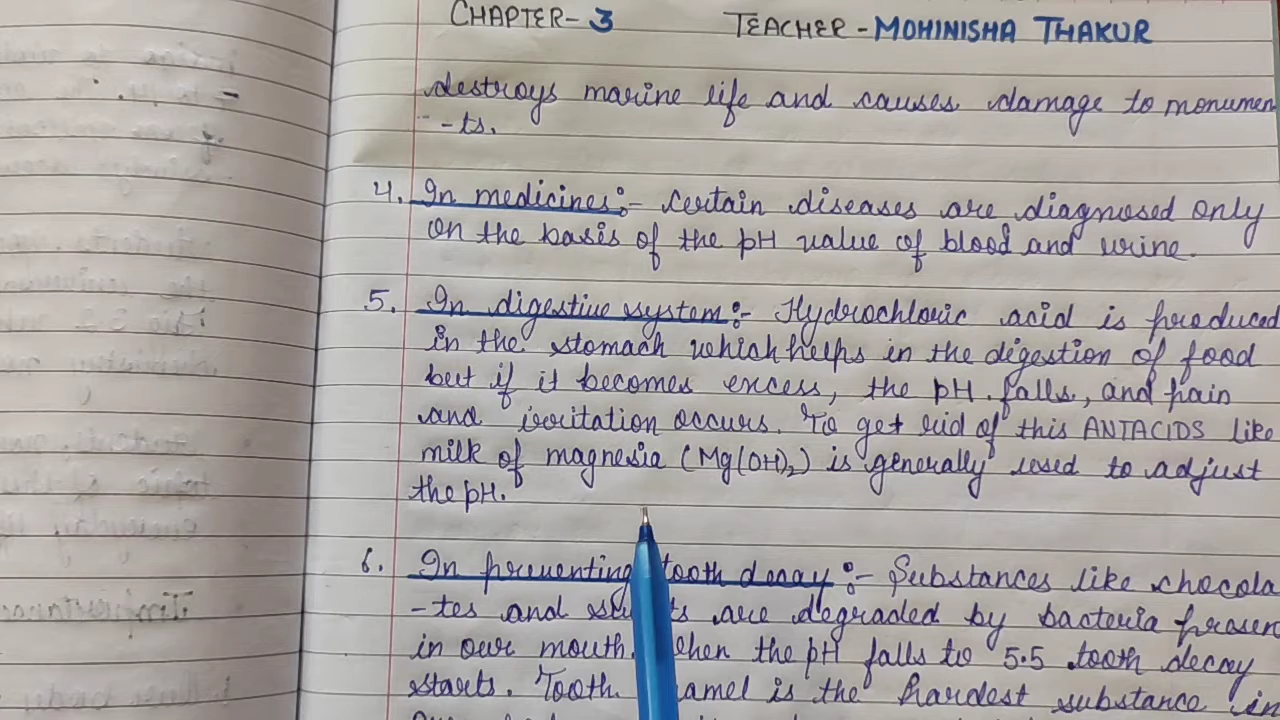 CHAPTER-3 TEACHER-MOHINISHA THAKUR
destroys marine life and causes damage to monumen
-ts.
4. In medicines:- Certain diseases are diagnosed only
on the basis of the pH value of blood and urine.
5. In digestive system:- Hydrochloric acid is produced
in the stomach which helps in the digestion of food
but if it becomes excess, the pH falls, and pain
and irritation occurs. To get rid of this ANTACIDS like
milk of magnesia (Mg(OH)₂) is generally used to adjust
the pH.
6. In preventing tooth decay:- Substances like chocola
-tes and are degraded by bacteria presen
in our mouth. When the pH falls to 5.5 tooth decay
starts. Tooth is the hardest substance in